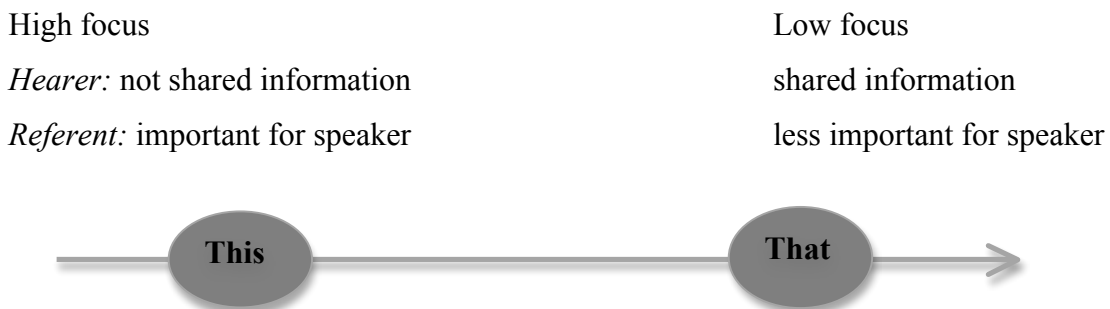 High focus Low focus
Hearer: not shared information shared information
Referent: important for speaker less important for speaker
This That